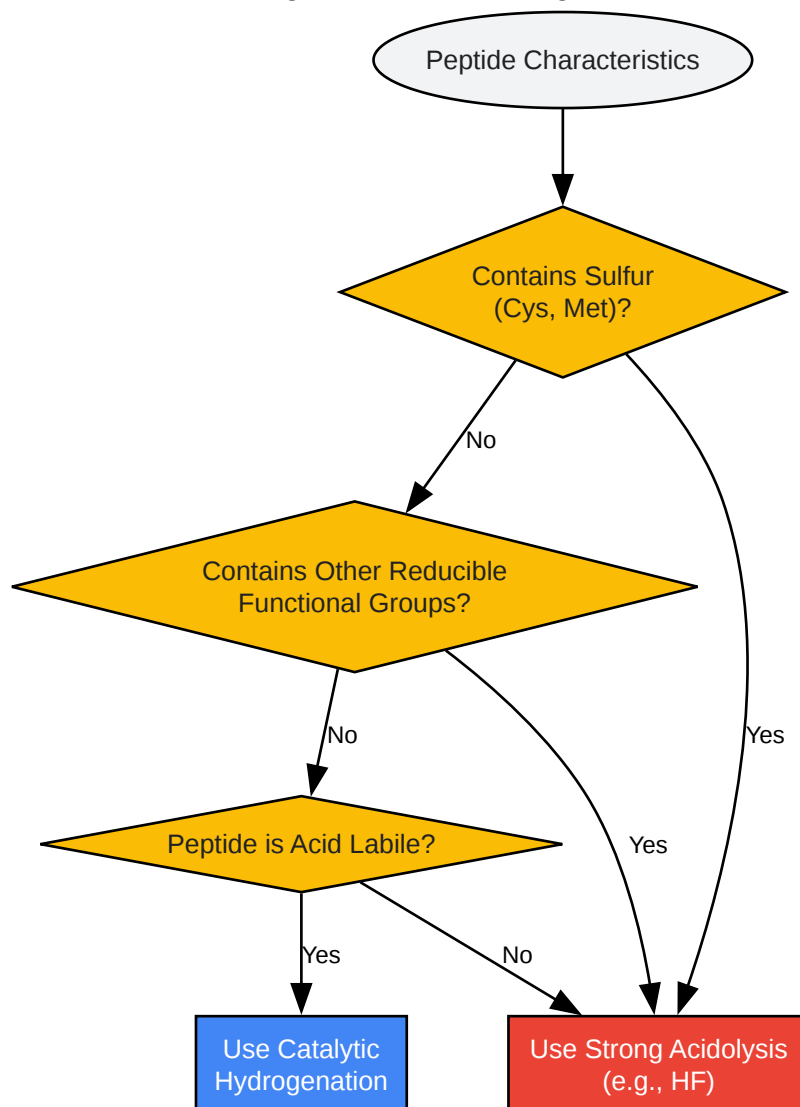 Peptide Characteristics
Contains Sulfur
(Cys, Met)?
No
Contains Other Reducible
Functional Groups?
No
Yes
Peptide is Acid Labile?
Yes
Yes
No
Use Catalytic
Hydrogenation
Use Strong Acidolysis
(e.g., HF)